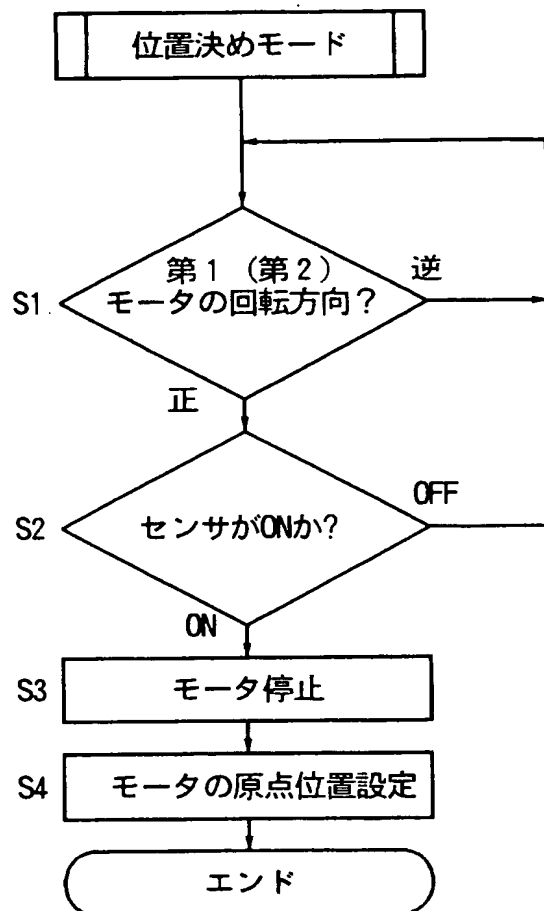 位置決めモード
第1 (第2)
モータの回転方向?
逆
S1
正
OFF
S2
センサがONか?
ON
S3
モータ停止
S4
モータの原点位置設定
エンド